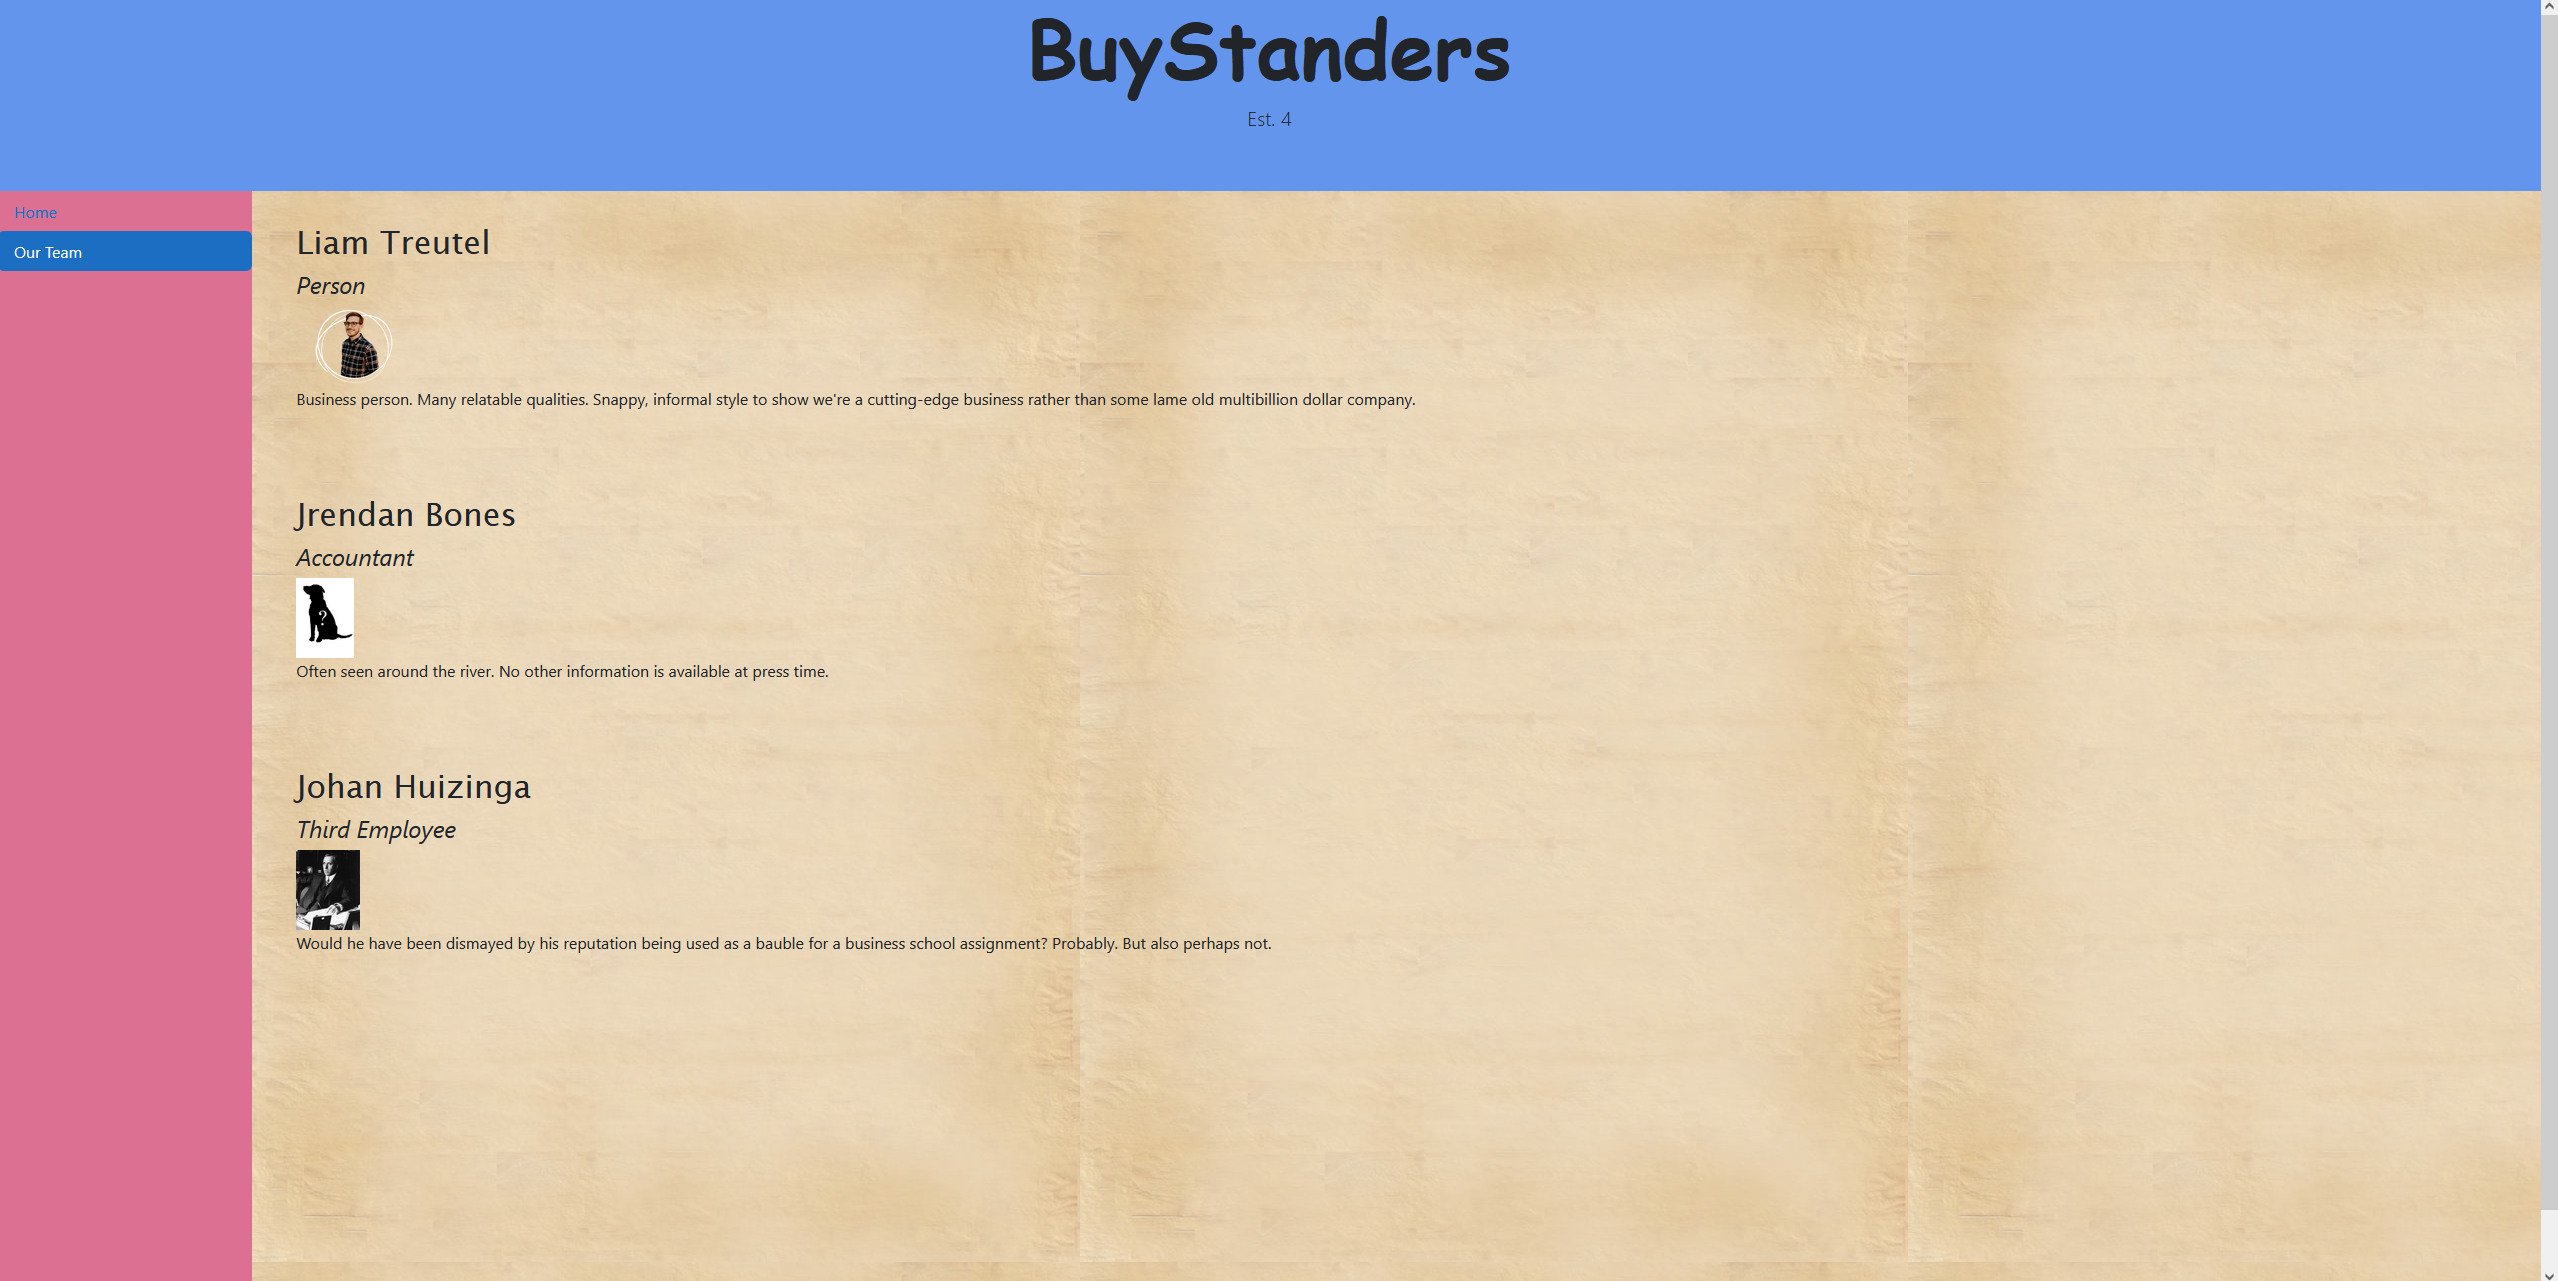 BuyStanders
Est. 4
Home
Our Team
Liam Treutel
Person
Business person. Many relatable qualities. Snappy, informal style to show we're a cutting-edge business rather than some lame old multibillion dollar company.
Jrendan Bones
Accountant
?
Often seen around the river. No other information is available at press time.
Johan Huizinga
Third Employee
Would he have been dismayed by his reputation being used as a bauble for a business school assignment? Probably. But also perhaps not.